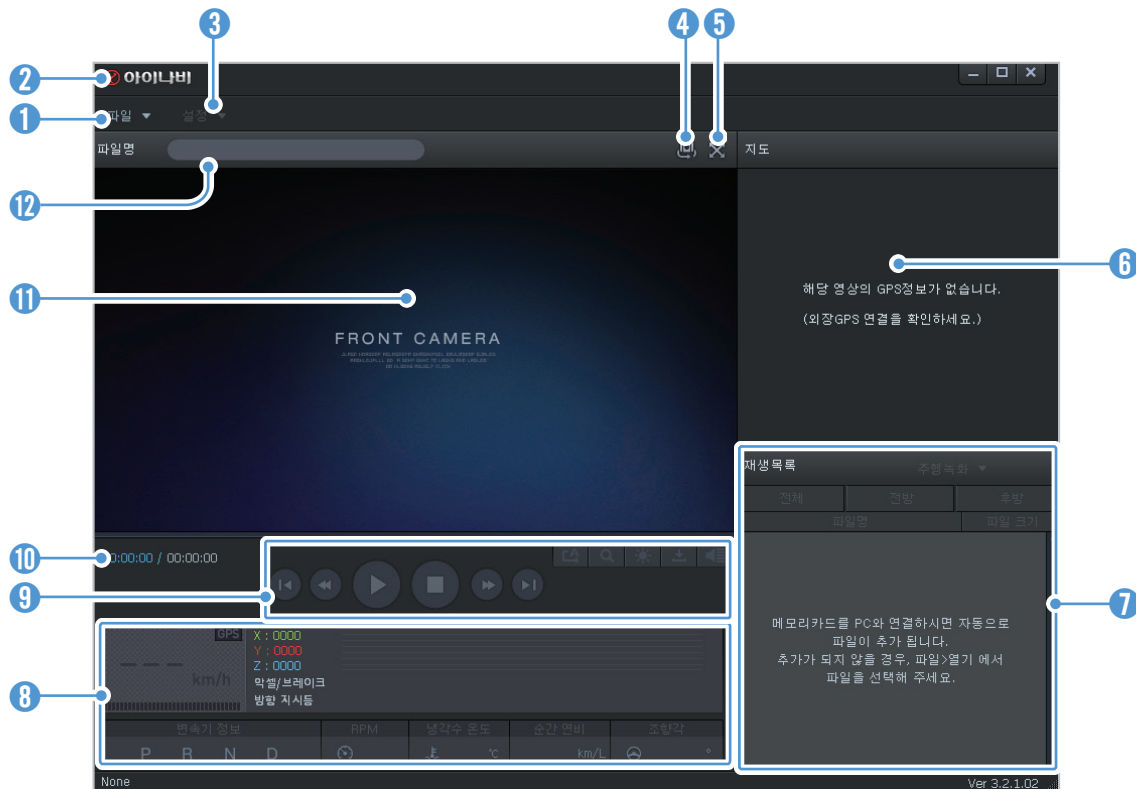 3
4
5
2
아이나비
1
파일
설정
파일명
지도
12
6
해당 영상의 GPS정보가 없습니다.
(외장GPS 연결을 확인하세요.)
11
FRONT CAMERA
재생목록
주행녹화
전체
전방
후방
파일명
파일 크기
10
0:00:00 / 00:00:00
9
7
메모리카드를 PC와 연결하시면 자동으로
파일이 추가 됩니다.
추가가 되지 않을 경우, 파일>열기 에서
파일을 선택해 주세요.
8
GPS
km/h
X : 0000
Y : 0000
Z : 0000
악셀/브레이크
방향 지시등
변속기 정보
RPM
냉각수 온도
순간 연비
조향각
P R N D
℃
km/L
°
None
Ver 3.2.1.02